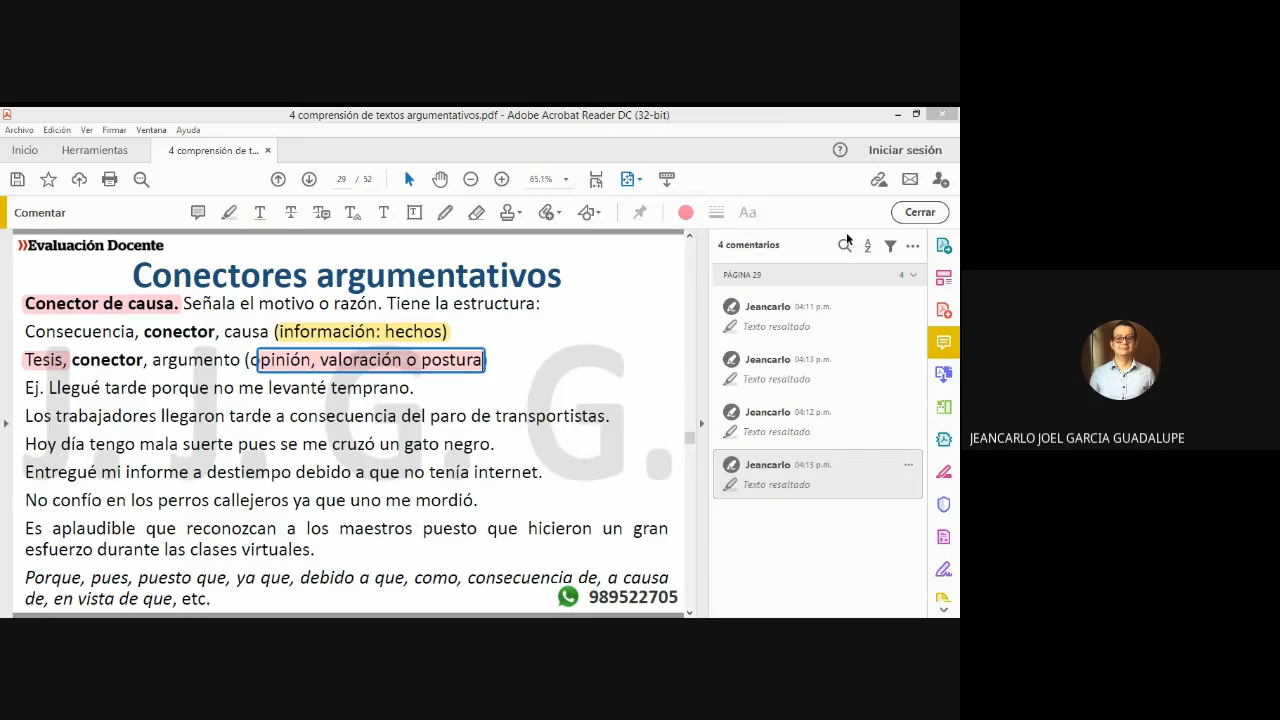 4 comprensión de textos argumentativos.pdf - Adobe Acrobat Reader DC (32-bit)
Archivo Edición Ver Firmar Ventana Ayuda
Inicio Herramientas 4 comprensión de t... × Iniciar sesión
29 / 52 65.1%
Comentar Aa Cerrar
»Evaluación Docente
Conectores argumentativos
Conector de causa. Señala el motivo o razón. Tiene la estructura:
Consecuencia, conector, causa (información: hechos)
Tesis, conector, argumento (opinión, valoración o postura)
Ej. Llegué tarde porque no me levanté temprano.
Los trabajadores llegaron tarde a consecuencia del paro de transportistas.
Hoy día tengo mala suerte pues se me cruzó un gato negro.
Entregué mi informe a destiempo debido a que no tenía internet.
No confío en los perros callejeros ya que uno me mordió.
Es aplaudible que reconozcan a los maestros puesto que hicieron un gran
esfuerzo durante las clases virtuales.
Porque, pues, puesto que, ya que, debido a que, como, consecuencia de, a causa
de, en vista de que, etc.
989522705
J. J. G. G.
4 comentarios
PÁGINA 29 4
Jeancarlo 04:11 p.m.
Texto resaltado
Jeancarlo 04:13 p.m.
Texto resaltado
Jeancarlo 04:12 p.m.
Texto resaltado
Jeancarlo 04:13 p.m.
Texto resaltado
JEANCARLO JOEL GARCIA GUADALUPE